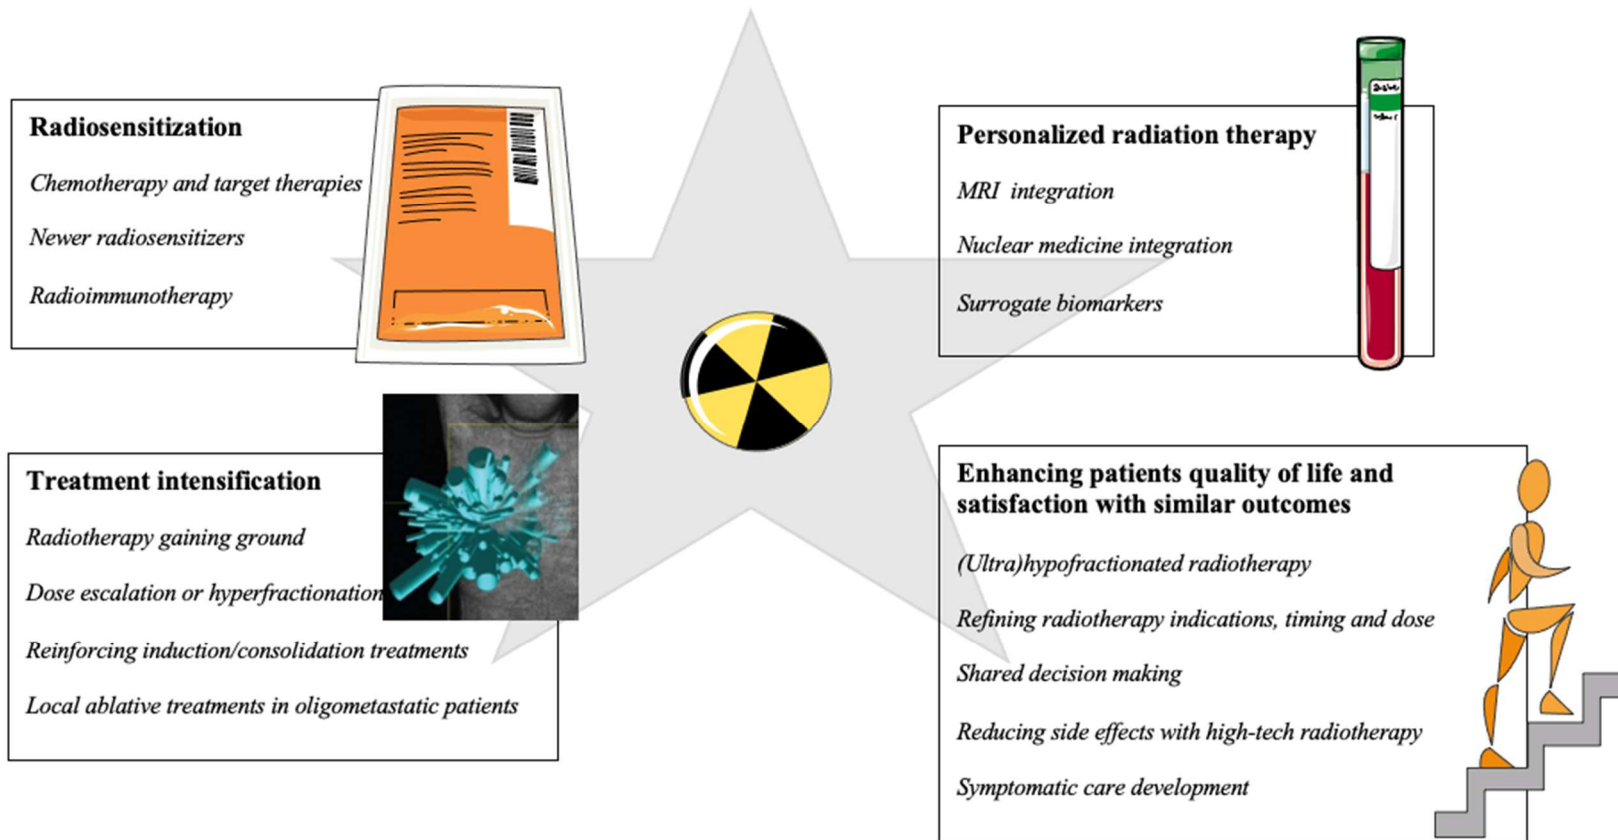 Radiosensitization
Chemotherapy and target therapies
Newer radiosensitizers
Radioimmunotherapy
Treatment intensification
Radiotherapy gaining ground
Dose escalation or hyperfractionation
Reinforcing induction/consolidation treatments
Local ablative treatments in oligometastatic patients
Personalized radiation therapy
MRI integration
Nuclear medicine integration
Surrogate biomarkers
Enhancing patients quality of life and
satisfaction with similar outcomes
(Ultra)hypofractionated radiotherapy
Refining radiotherapy indications, timing and dose
Shared decision making
Reducing side effects with high-tech radiotherapy
Symptomatic care development